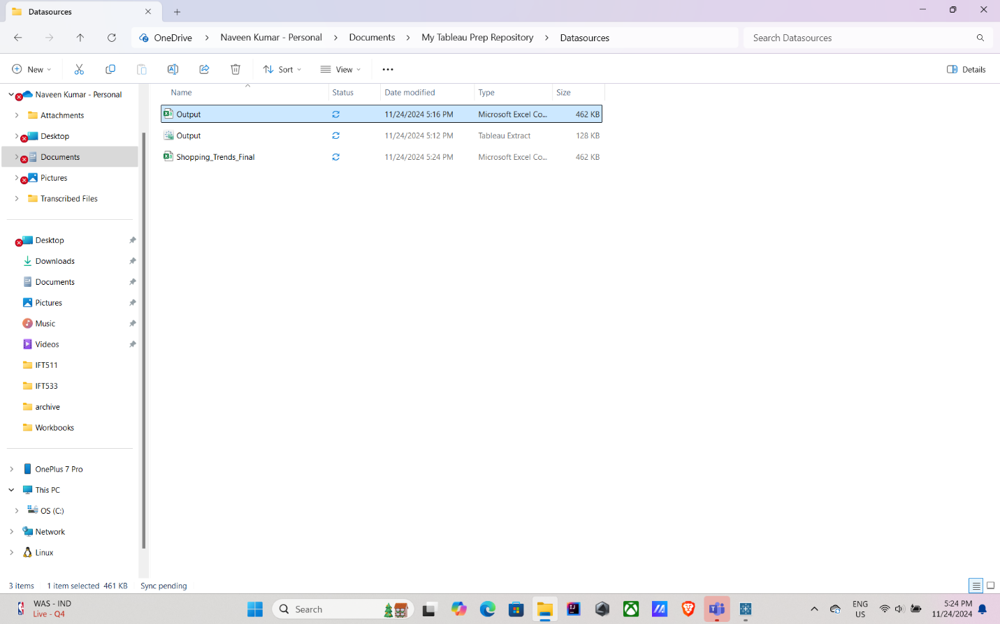 Datasources
OneDrive > Naveen Kumar - Personal > Documents > My Tableau Prep Repository > Datasources
Search Datasources
New
Sort
View
Details
Naveen Kumar - Personal
Attachments
Desktop
Documents
Pictures
Transcribed Files
Desktop
Downloads
Documents
Pictures
Music
Videos
IFT511
IFT533
archive
Workbooks
OnePlus 7 Pro
This PC
OS (C:)
Network
Linux
Name Status Date modified Type Size
Output 11/24/2024 5:16 PM Microsoft Excel Co... 462 KB
Output 11/24/2024 5:12 PM Tableau Extract 128 KB
Shopping_Trends_Final 11/24/2024 5:24 PM Microsoft Excel Co... 462 KB
3 items 1 item selected 461 KB Sync pending
WAS - IND
Live - Q4
Search
ENG
US
5:24 PM
11/24/2024